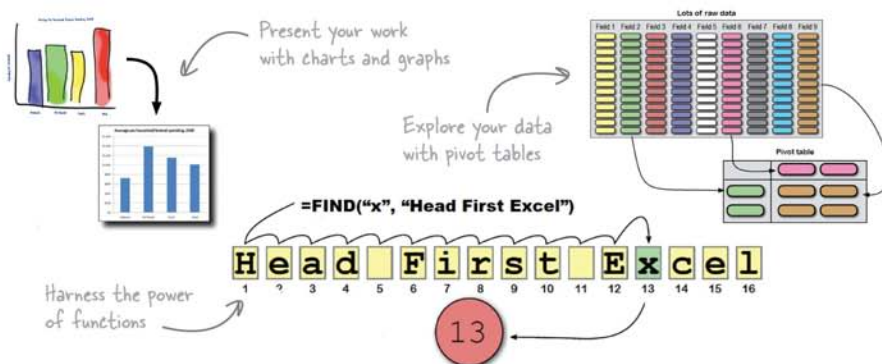 Present your work
with charts and graphs
Lots of raw data
Field 1 Field 2 Field 3 Field 4 Field 5 Field 6 Field 7 Field 8 Field 9
Explore your data
with pivot tables
Pivot table
=FIND("x", "Head First Excel")
Head First Excel
1 2 3 4 5 6 7 8 9 10 11 12 13 14 15 16
Harness the power
of functions
13